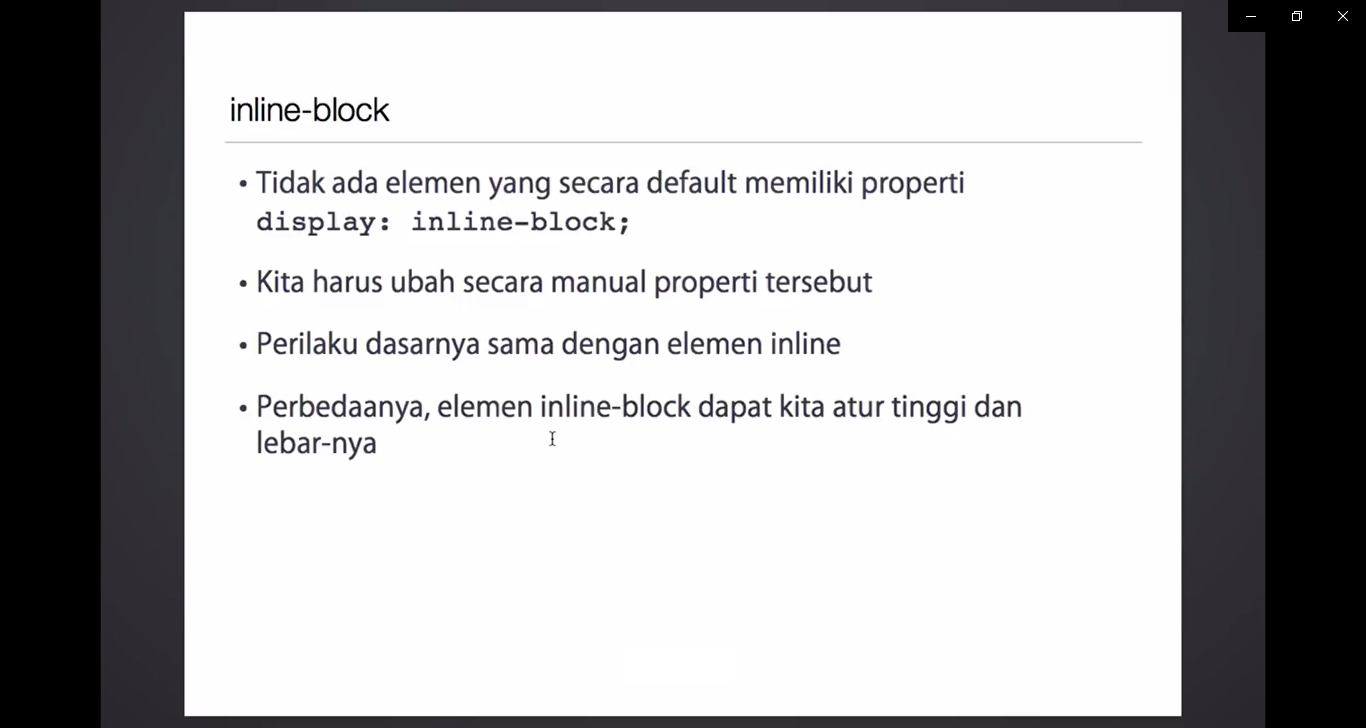 inline-block
• Tidak ada elemen yang secara default memiliki properti
display: inline-block;
• Kita harus ubah secara manual properti tersebut
• Perilaku dasarnya sama dengan elemen inline
• Perbedaanya, elemen inline-block dapat kita atur tinggi dan
lebar-nya